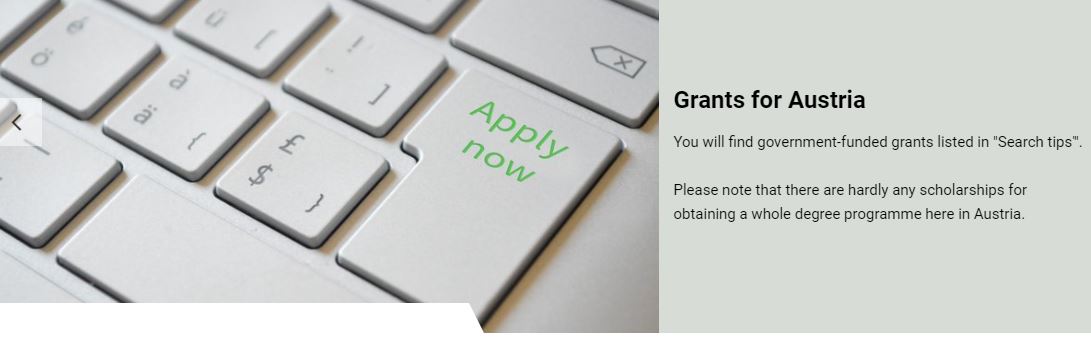 é
ö
ü
[
!
¨
]
à
ä
{
£
$
}
Apply
now
Grants for Austria
You will find government-funded grants listed in "Search tips"'.
Please note that there are hardly any scholarships for
obtaining a whole degree programme here in Austria.